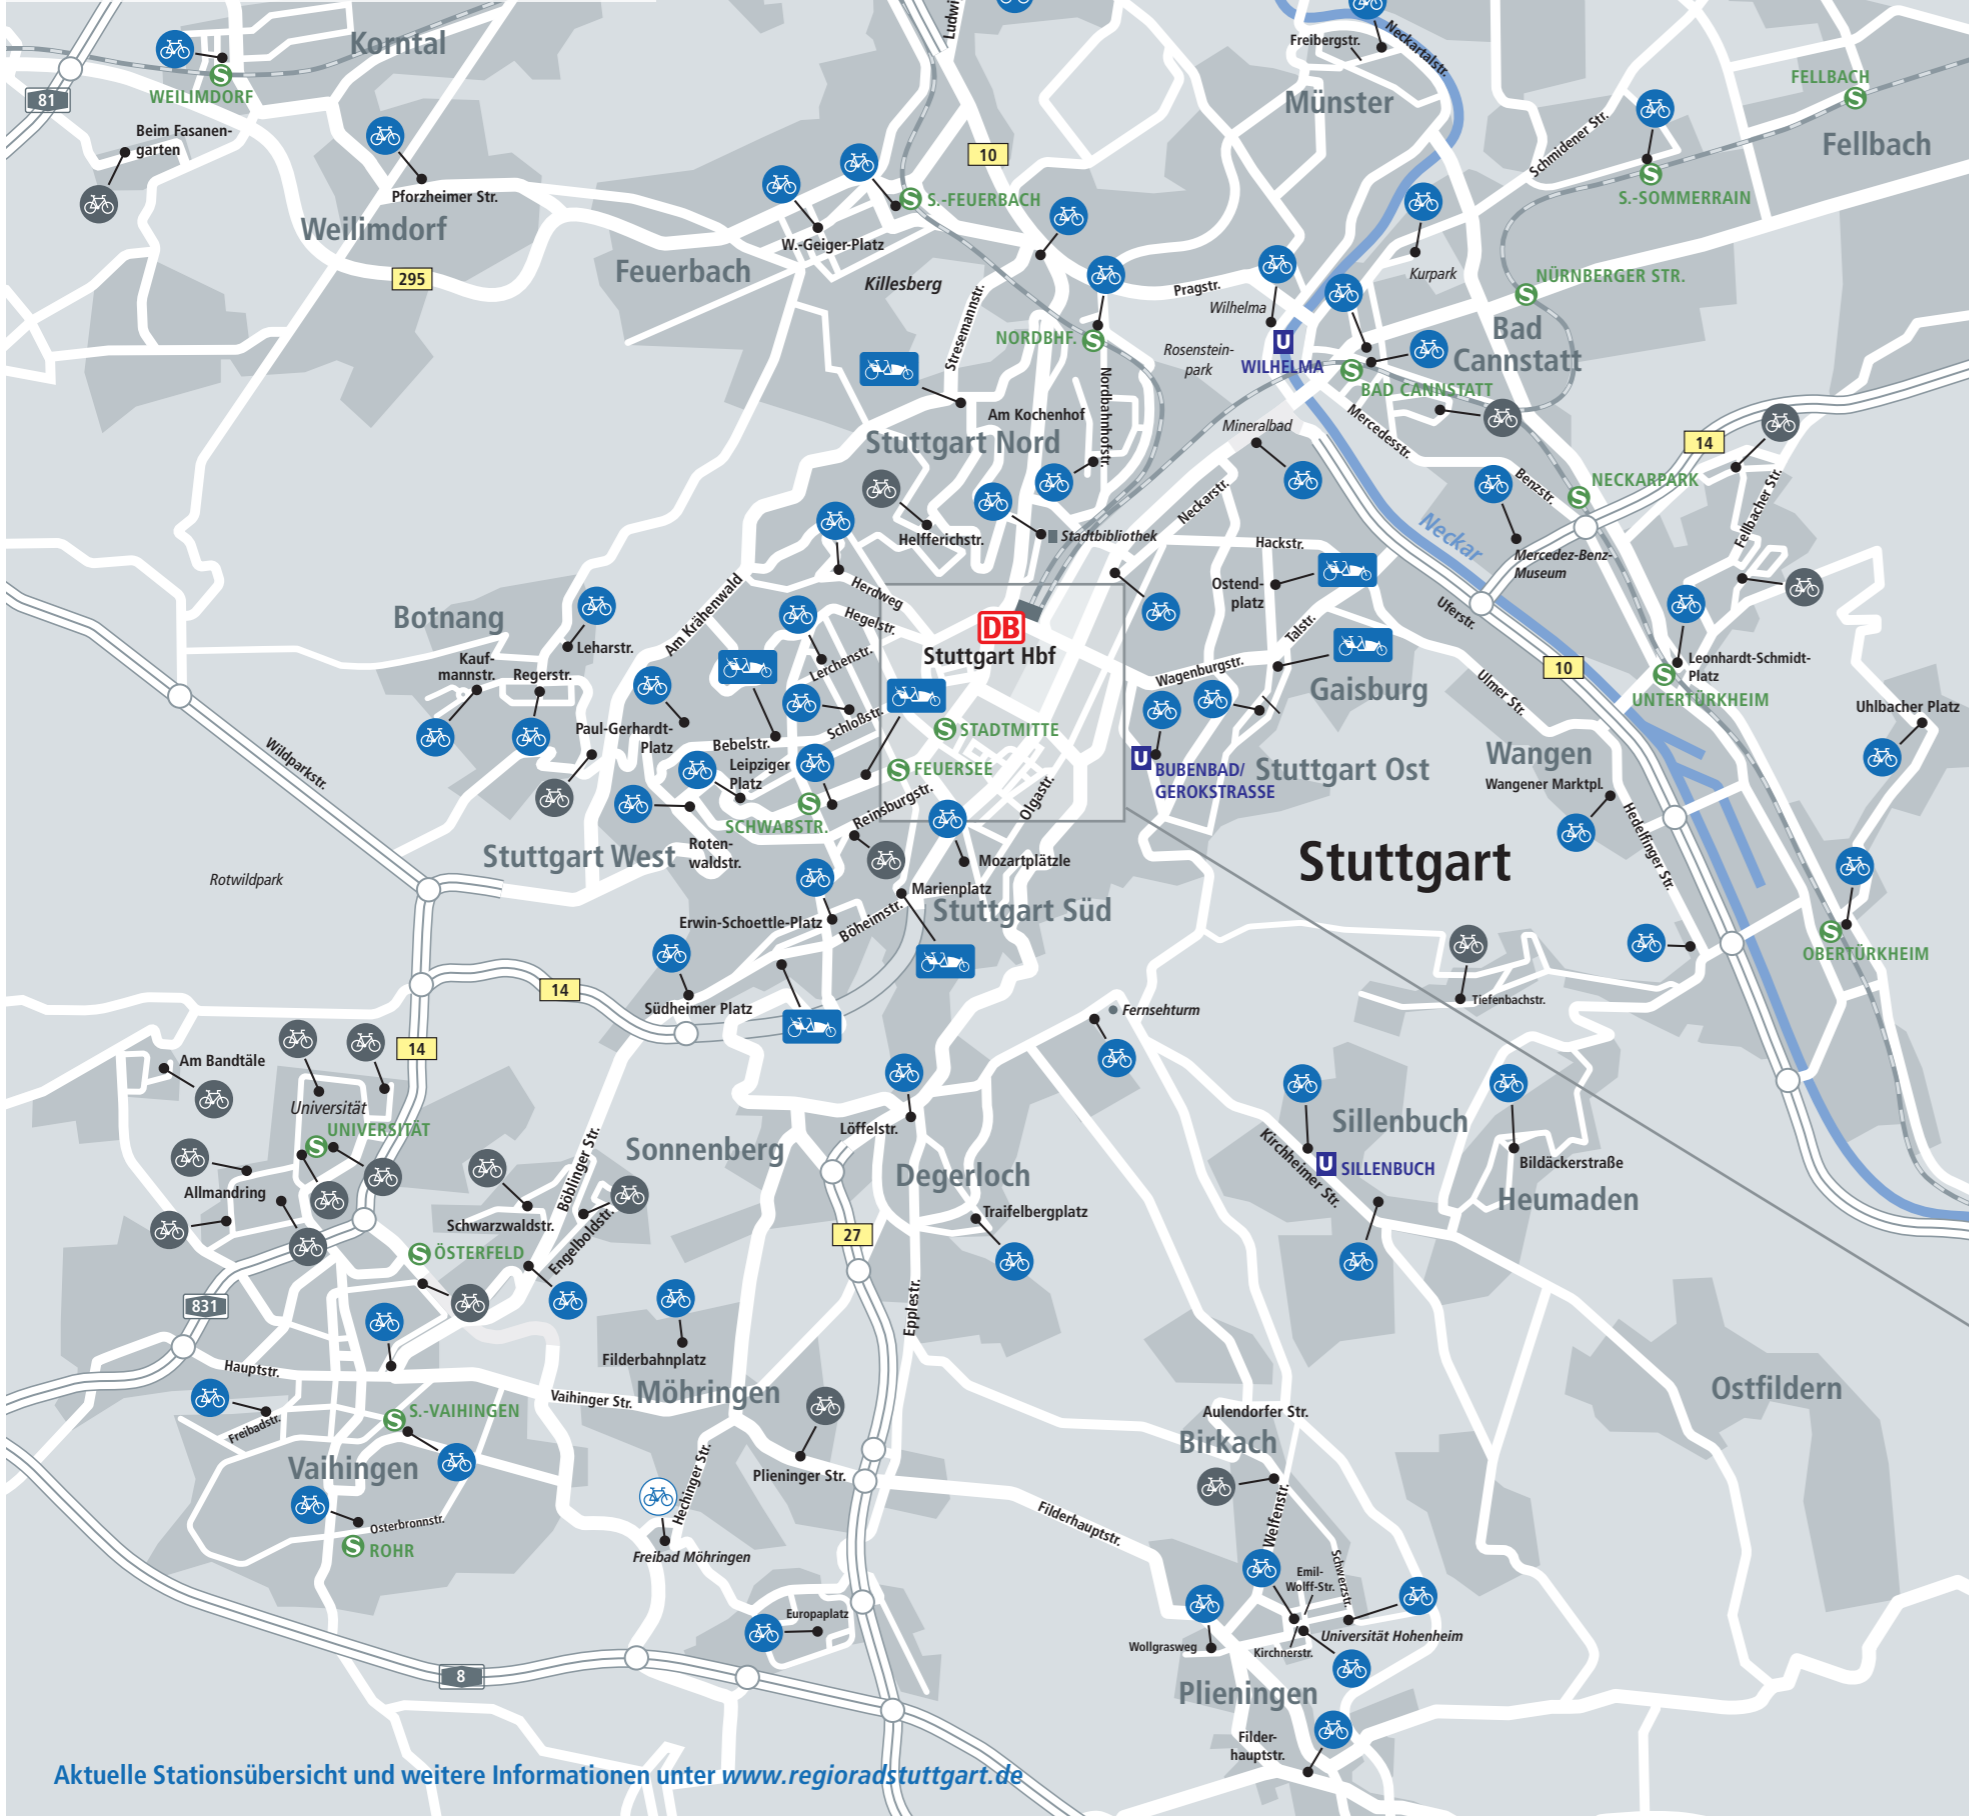 Korntal
Ludwi
Neckartalstr.
Freibergstr.
Münster
FELLBACH
S
Fellbach
81
S
WEILIMDORF
Beim Fasanen-
garten
Pforzheimer Str.
Weilimdorf
295
10
S
S.-FEUERBACH
W.-Geiger-Platz
Feuerbach
Killesberg
Schmidener Str.
S
S.-SOMMERRAIN
Kurpark
NÜRNBERGER STR.
S
Pragstr.
Wilhelma
Stresemannstr.
NORDBHF.
S
Rosenstein-
park
U
WILHELMA
Bad
Cannstatt
S
BAD CANNSTATT
Nordbahnhofstr.
Am Kochenhof
Stuttgart Nord
Mineralbad
Mercedesstr.
14
Benzstr.
NECKARPARK
S
Fellbacher Str.
Neckarstr.
Neckar
Helfferichstr.
Stadtbibliothek
Hackstr.
Mercedez-Benz-
Museum
Ostend-
platz
Uferstr.
Herdweg
Am Krähenwald
Hegelstr.
Botnang
DB
Stuttgart Hbf
Talstr.
Leharstr.
Kauf-
mannstr.
Regerstr.
Lerchenstr.
Wagenburgstr.
Gaisburg
10
Ulmer Str.
Leonhardt-Schmidt-
Platz
S
UNTERTÜRKHEIM
Uhlbacher Platz
Paul-Gerhardt-
Platz
Schloßstr.
S
STADTMITTE
Wildparkstr.
Bebelstr.
Leipziger
Platz
S
FEUERSEE
U
BUBENBAD/
GEROKSTRASSE
Stuttgart Ost
Wangen
Wangener Marktpl.
Olgastr.
Reinsburgstr.
S
SCHWABSTR.
Hedelfinger Str.
Stuttgart West
Roten-
waldstr.
Mozartplätzle
Stuttgart
Rotwildpark
Marienplatz
Stuttgart Süd
Erwin-Schoettle-Platz
Böheimstr.
S
OBERTÜRKHEIM
14
Südheimer Platz
Tiefenbachstr.
Fernsehturm
14
Am Bandtäle
Universität
S
UNIVERSITÄT
Löffelstr.
Sillenbuch
Böblinger Str.
Sonnenberg
Kirchheimer Str.
U
SILLENBUCH
Bildäckerstraße
Degerloch
Heumaden
Allmandring
Schwarzwaldstr.
Traifelbergplatz
27
S
ÖSTERFELD
Engelboldstr.
831
Epplestr.
Filderbahnplatz
Hauptstr.
Möhringen
Vaihinger Str.
Ostfildern
Aulendorfer Str.
Birkach
S
S.-VAIHINGEN
Freibadstr.
Vaihingen
Plieninger Str.
Hechinger Str.
Filderhauptstr.
Welfenstr.
Osterbronnstr.
S
ROHR
Freibad Möhringen
Schwerzstr.
Emil-
Wolff-Str.
Europaplatz
Wollgrasweg
Kirchnerstr.
Universität Hohenheim
8
Plieningen
Filder-
hauptstr.
Aktuelle Stationsübersicht und weitere Informationen unter www.regioradstuttgart.de